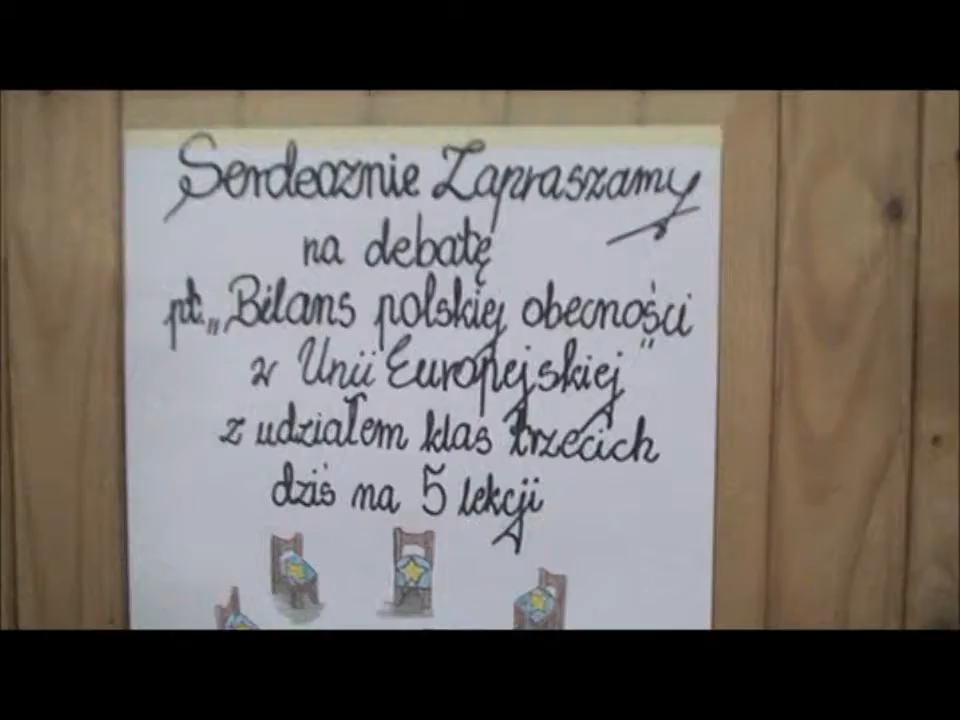 Serdecznie Zapraszamy
na debatę
pt. „Bilans polskiej obecności
w Unii Europejskiej"
z udziałem klas trzecich
dziś na 5 lekcji